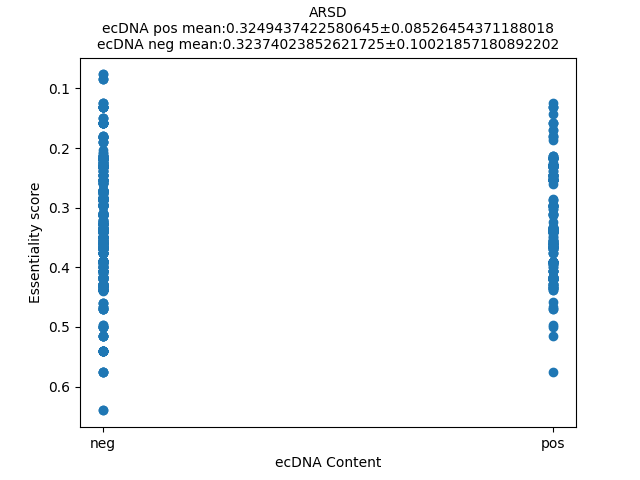 ARSD
ecDNA pos mean:0.3249437422580645±0.08526454371188018
ecDNA neg mean:0.32374023852621725±0.10021857180892202
0.1
0.2
0.3
0.4
0.5
0.6
Essentiality score
neg
pos
ecDNA Content